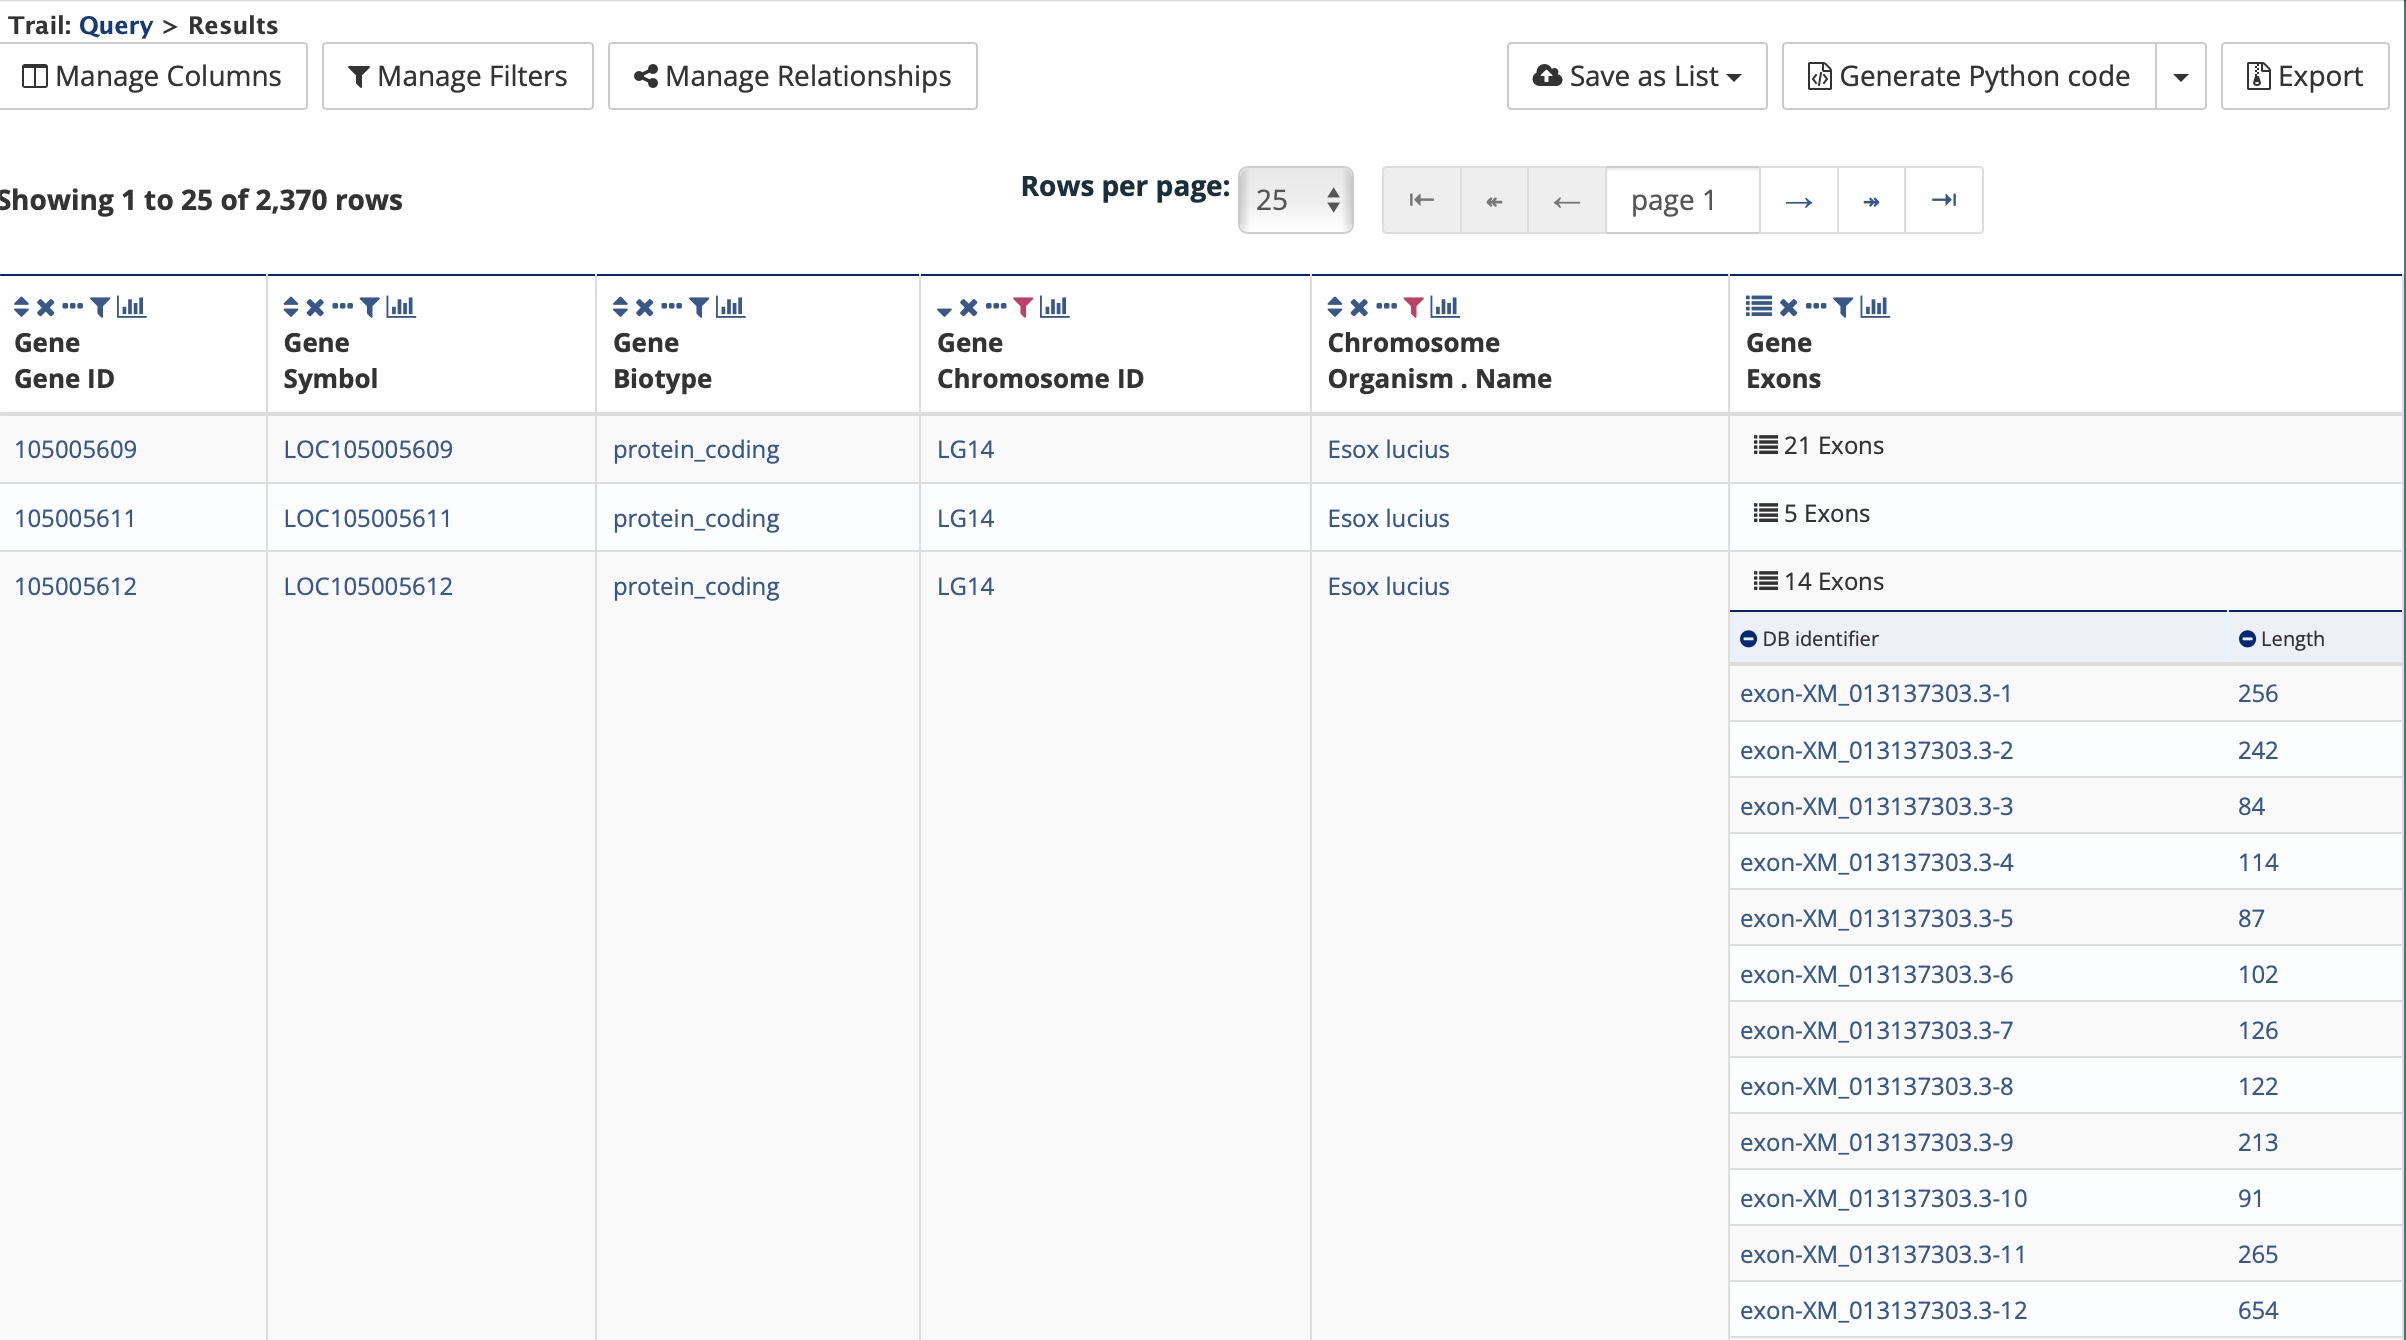 Trail: Query > Results
Manage Columns Manage Filters Manage Relationships Save as List Generate Python code Export
Showing 1 to 25 of 2,370 rows Rows per page: 25 page 1
Gene Gene Gene Gene Chromosome Gene
Gene ID Symbol Biotype Chromosome ID Organism . Name Exons
105005609 LOC105005609 protein_coding LG14 Esox lucius 21 Exons
105005611 LOC105005611 protein_coding LG14 Esox lucius 5 Exons
105005612 LOC105005612 protein_coding LG14 Esox lucius 14 Exons
DB identifier Length
exon-XM_013137303.3-1 256
exon-XM_013137303.3-2 242
exon-XM_013137303.3-3 84
exon-XM_013137303.3-4 114
exon-XM_013137303.3-5 87
exon-XM_013137303.3-6 102
exon-XM_013137303.3-7 126
exon-XM_013137303.3-8 122
exon-XM_013137303.3-9 213
exon-XM_013137303.3-10 91
exon-XM_013137303.3-11 265
exon-XM_013137303.3-12 654